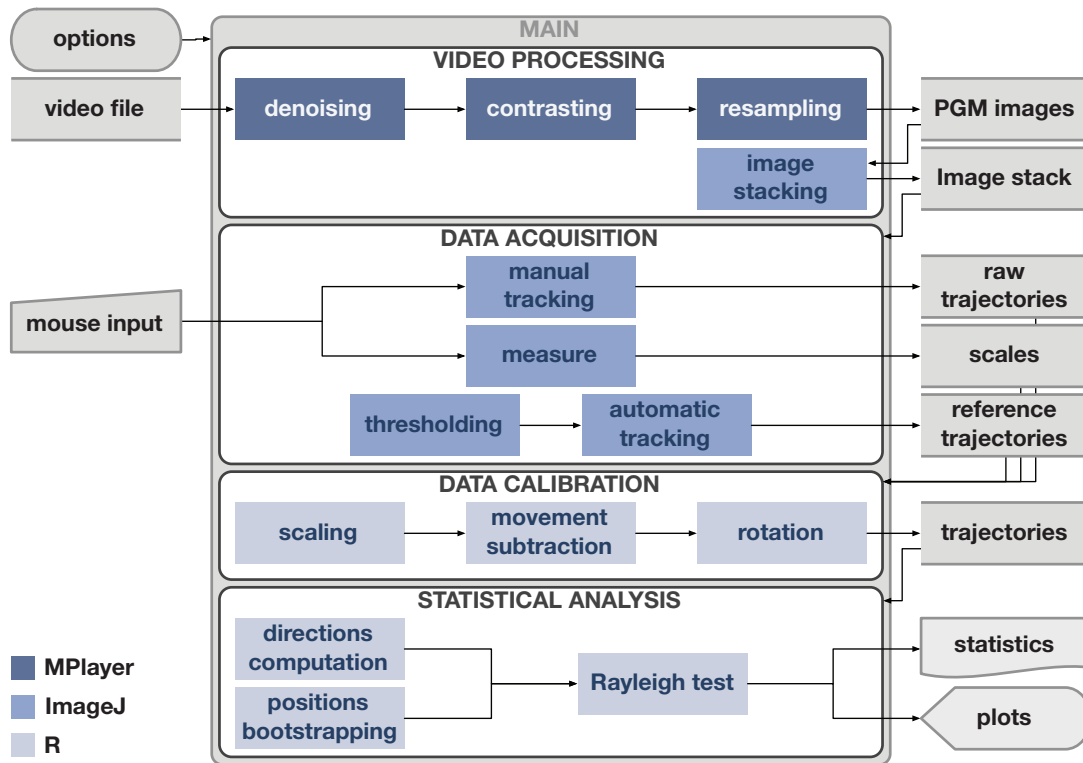 MAIN
options
VIDEO PROCESSING
video file
denoising
contrasting
resampling
PGM images
image
stacking
Image stack
DATA ACQUISITION
manual
tracking
raw
trajectories
mouse input
measure
scales
thresholding
automatic
tracking
reference
trajectories
DATA CALIBRATION
scaling
movement
subtraction
rotation
trajectories
STATISTICAL ANALYSIS
directions
computation
positions
bootstrapping
Rayleigh test
statistics
plots
MPlayer
ImageJ
R